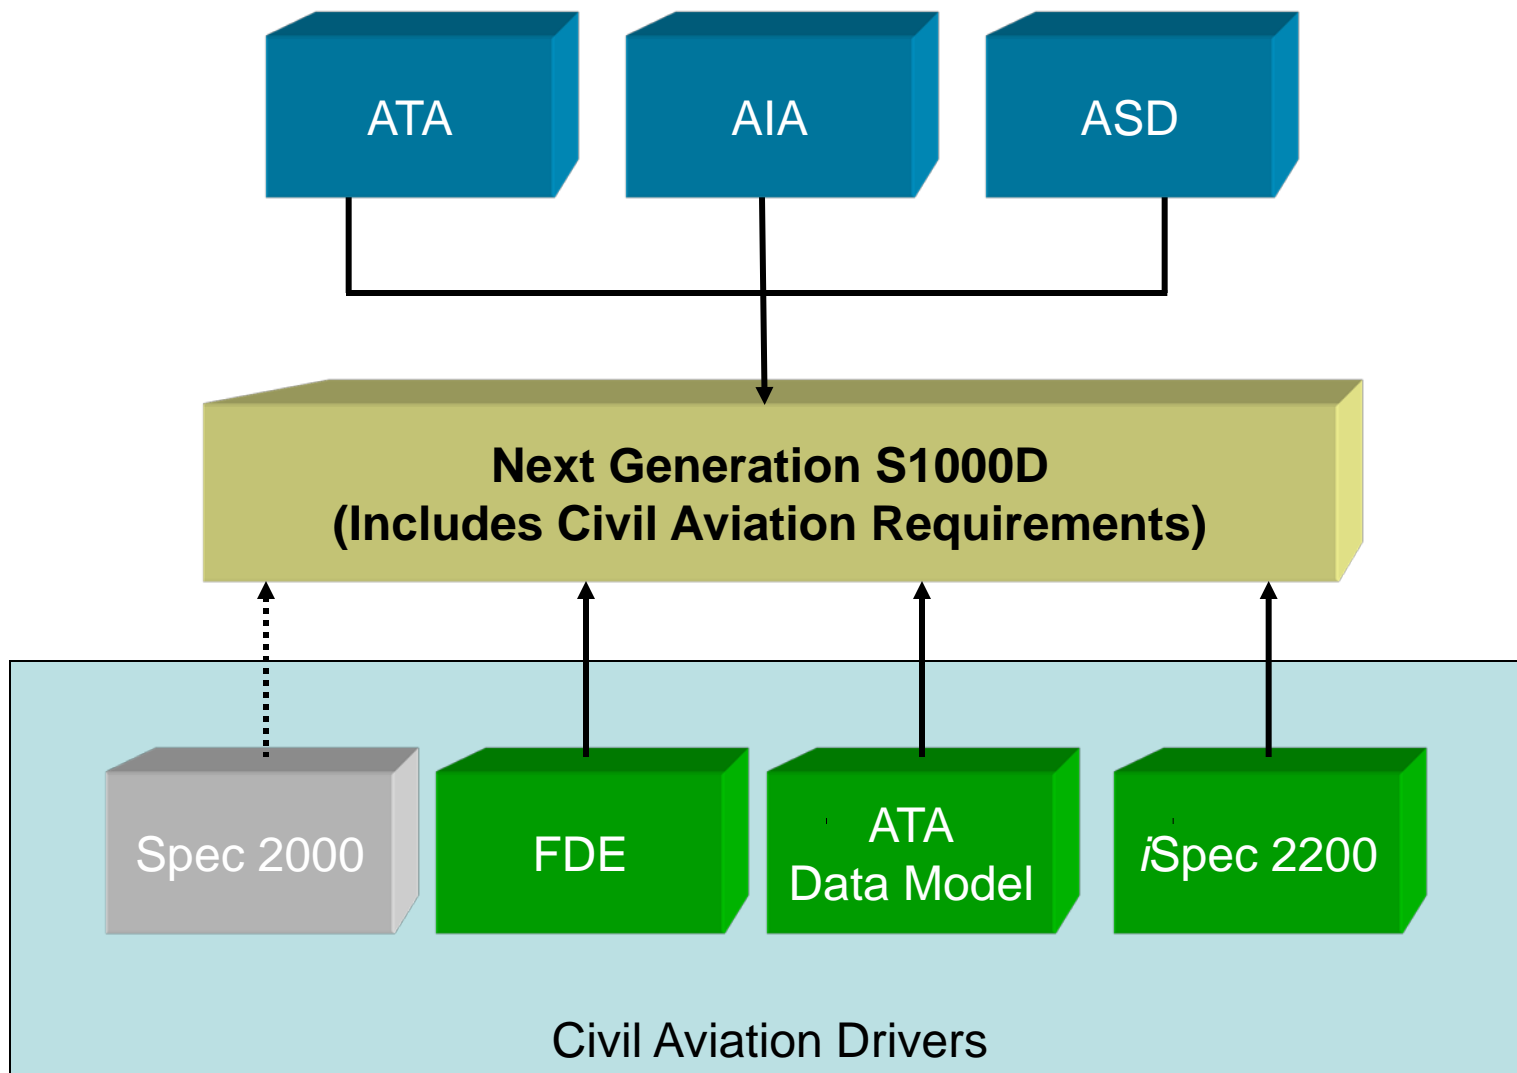 ATA
AIA
ASD
Next Generation S1000D
(Includes Civil Aviation Requirements)
Spec 2000
FDE
ATA
Data Model
iSpec 2200
Civil Aviation Drivers